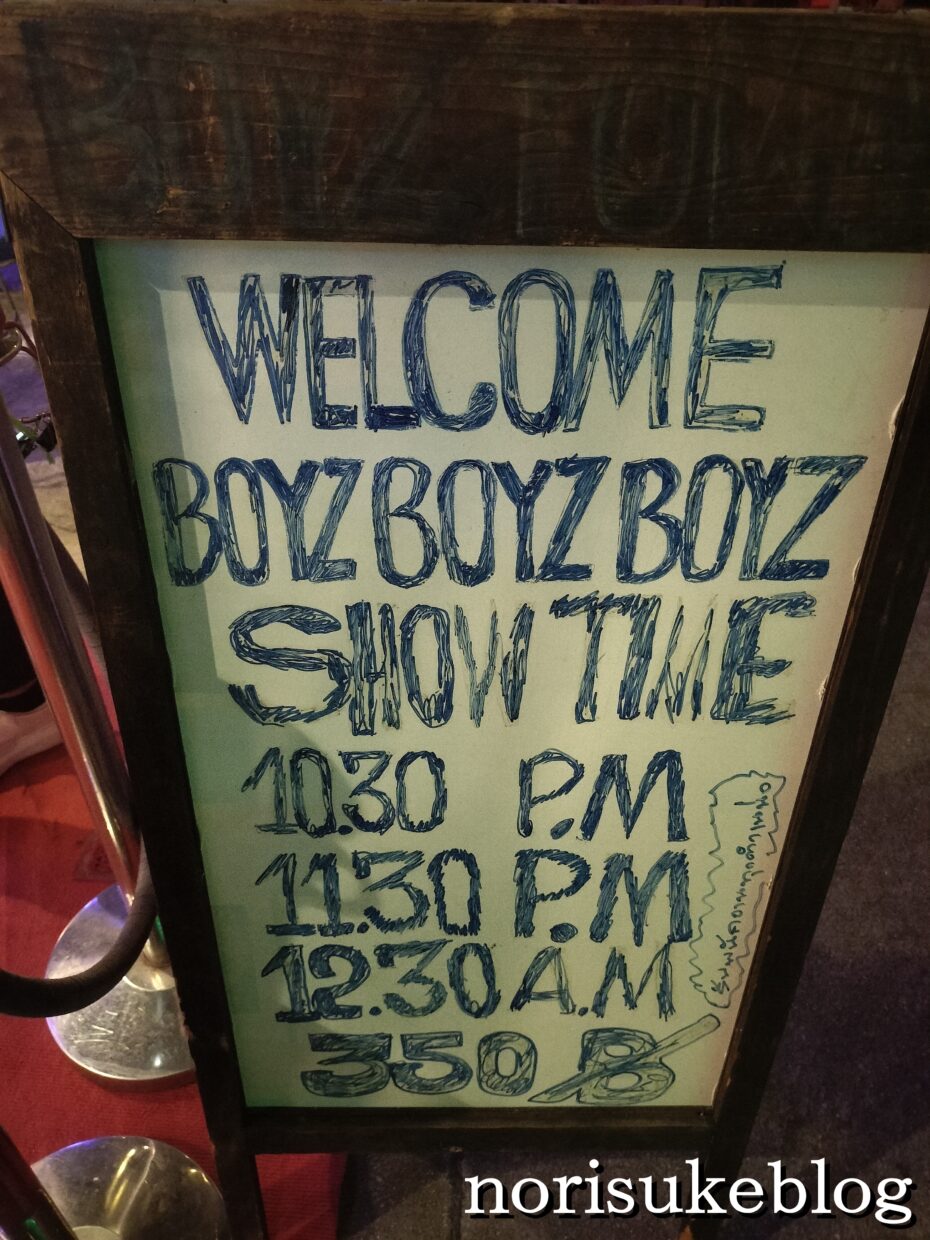 WELCOME
BOYZ BOYZ BOYZ
SHOW TIME
10.30 P.M
11.30 P.M
12.30 A.M
350 ฿
norisukeblog